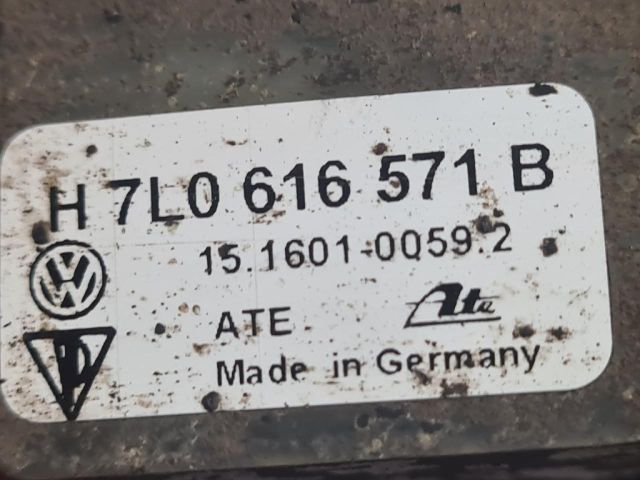 H 7L0 616 571 B
15.1601-0059.2
ATE Ate
Made in Germany